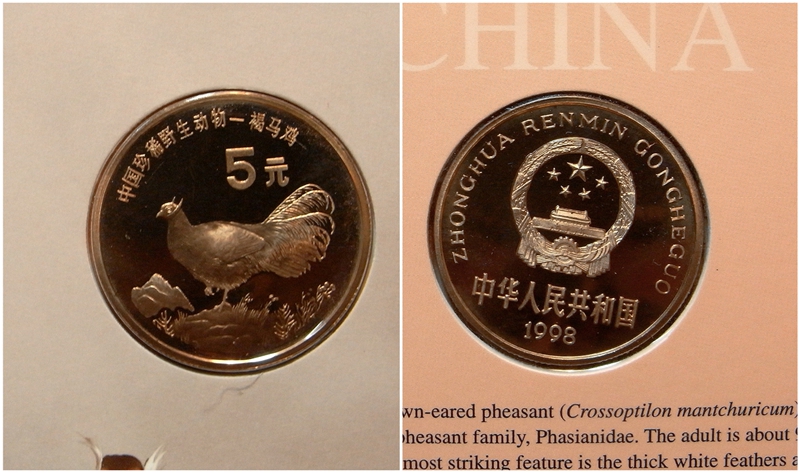 中国珍稀野生动物一褐马鸡
5元
CHINA
ZHONGHUA RENMIN GONGHEGUO
中华人民共和国
1998
wn-eared pheasant (Crossoptilon mantchuricum)
pheasant family, Phasianidae. The adult is about 9
most striking feature is the thick white feathers a